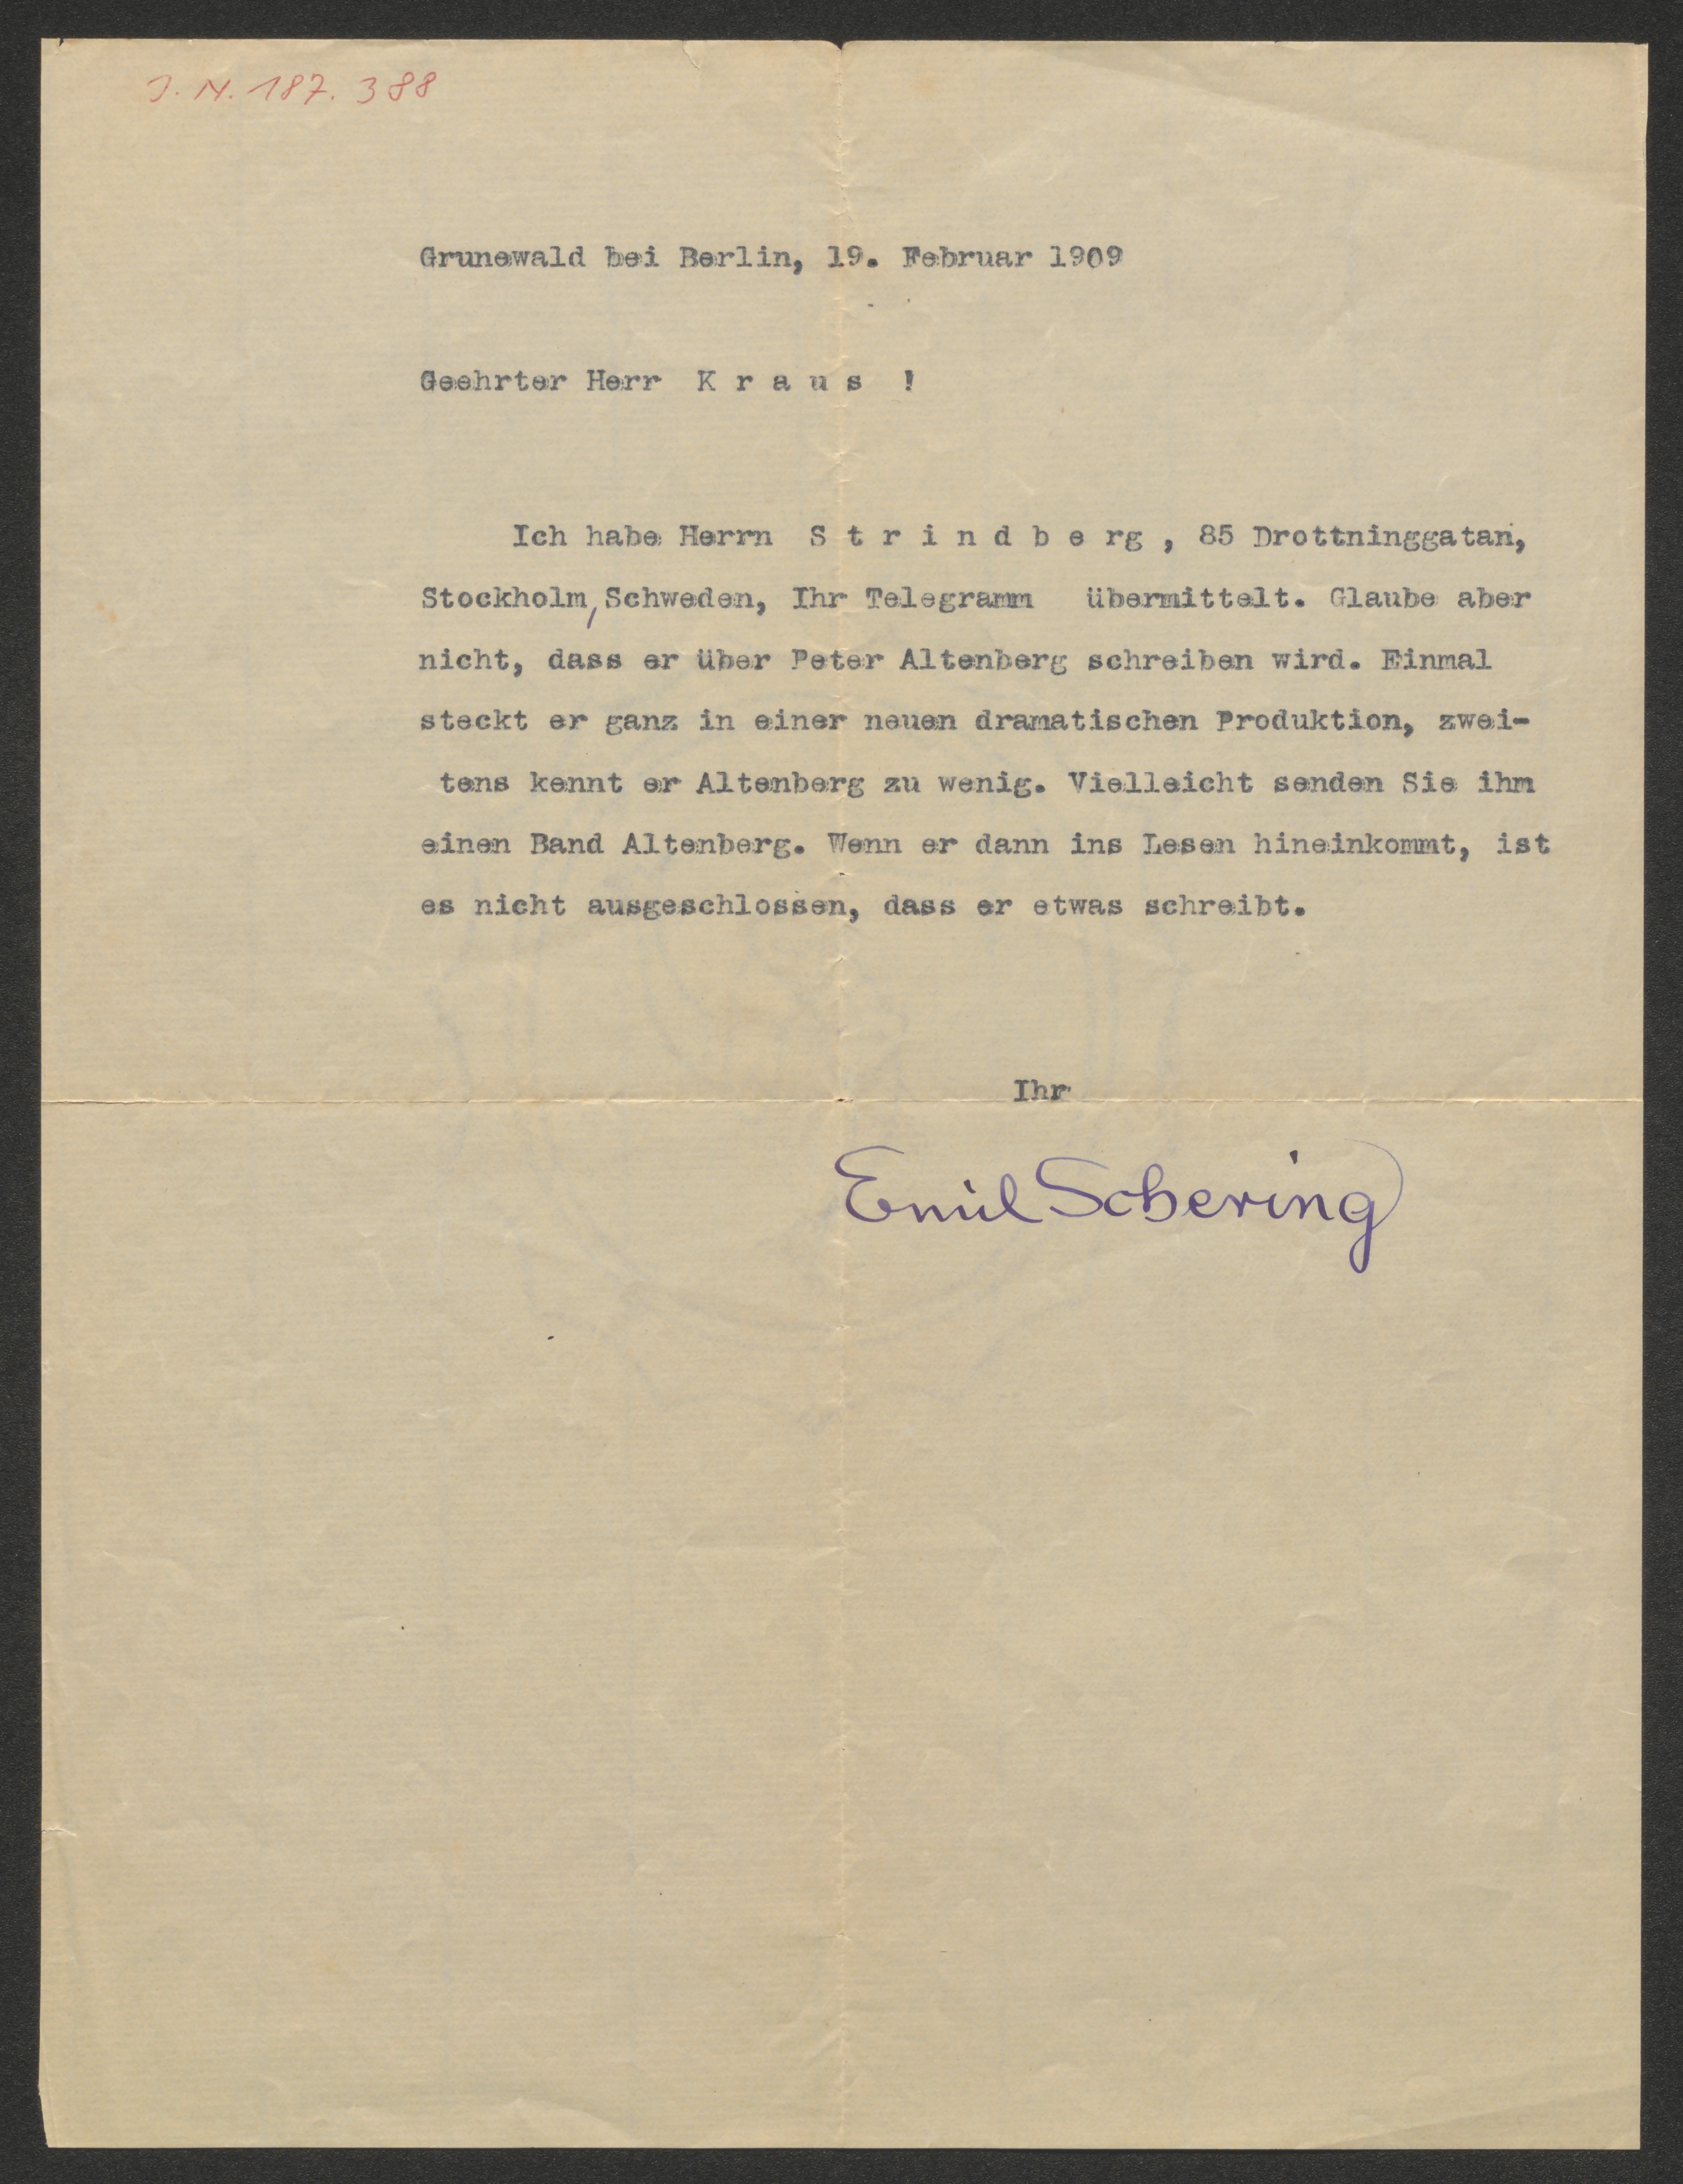 J. N. 187.388
Grunewald bei Berlin, 19. Februar 1909
Geehrter Herr K r a u s !
Ich habe Herrn S t r i n d b e rg , 85 Drottninggatan,
Stockholm, Schweden, Ihr Telegramm übermittelt. Glaube aber
nicht, dass er über Peter Altenberg schreiben wird. Einmal
steckt er ganz in einer neuen dramatischen Produktion, zwei-
tens kennt er Altenberg zu wenig. Vielleicht senden Sie ihm
einen Band Altenberg. Wenn er dann ins Lesen hineinkommt, ist
es nicht ausgeschlossen, dass er etwas schreibt.
Ihr
Emil Schering